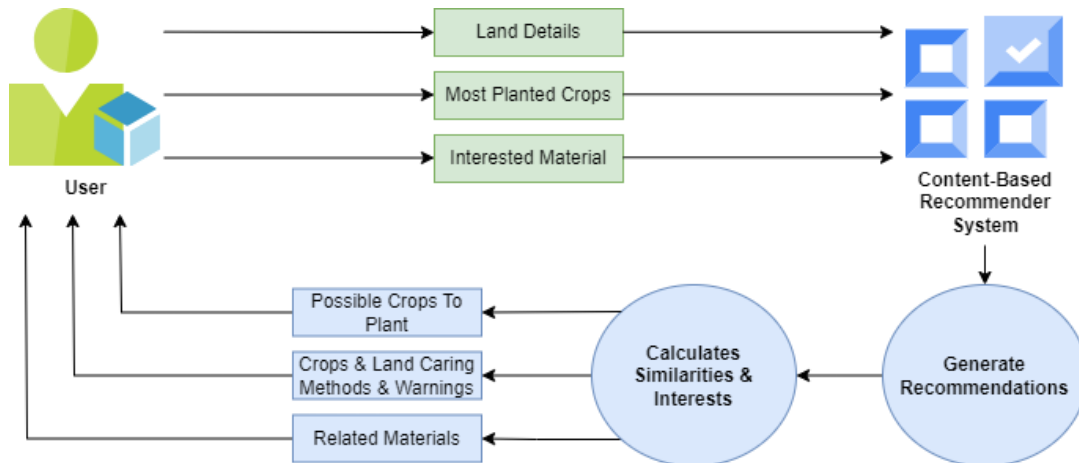 Land Details
Most Planted Crops
Interested Material
User
Content-Based
Recommender
System
Possible Crops To
Plant
Crops & Land Caring
Methods & Warnings
Related Materials
Calculates
Similarities &
Interests
Generate
Recommendations